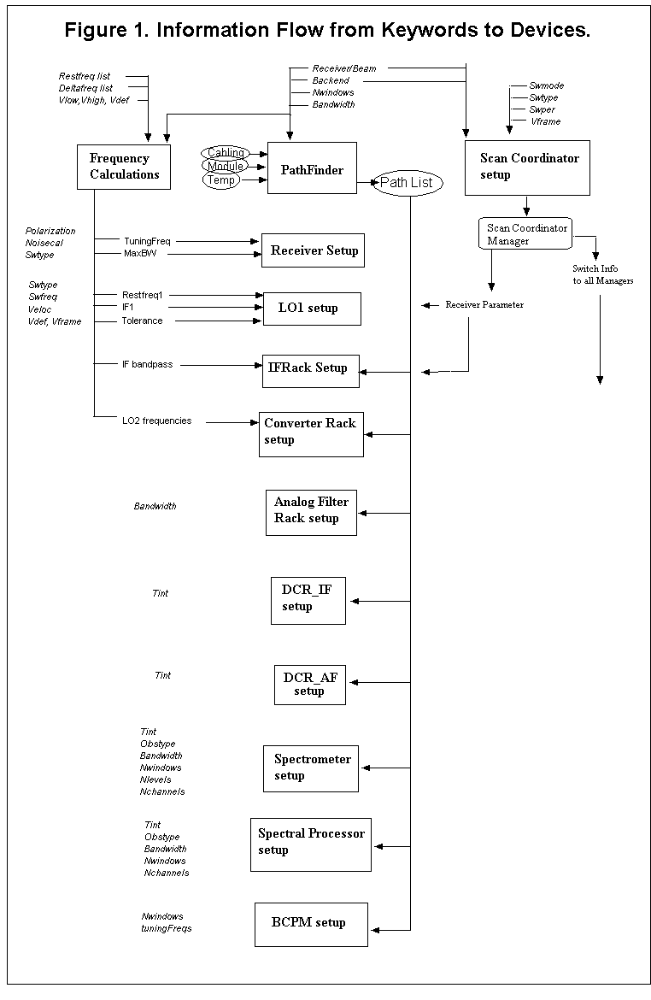 Figure 1. Information Flow from Keywords to Devices.
Restfreq list
Deltafreq list
Vlow,Vhigh, Vdef
Receiver/Beam
Backend
Nwindows
Bandwidth
Swmode
Swtype
Swper
Vframe
Frequency
Calculations
Cabling
Module
Temp
PathFinder
Path List
Scan Coordinator
setup
Scan Coordinator
Manager
Switch Info
to all Managers
Receiver Parameter
Polarization
Noisecal
Swtype
TuningFreq
MaxBW
Receiver Setup
Swtype
Swfreq
Veloc
Vdef, Vframe
Restfreq1
IF1
Tolerance
LO1 setup
IF bandpass
IFRack Setup
LO2 frequencies
Converter Rack
setup
Bandwidth
Analog Filter
Rack setup
Tint
DCR_IF
setup
Tint
DCR_AF
setup
Tint
Obstype
Bandwidth
Nwindows
Nlevels
Nchannels
Spectrometer
setup
Tint
Obstype
Bandwidth
Nwindows
Nchannels
Spectral Processor
setup
Nwindows
tuningFreqs
BCPM setup